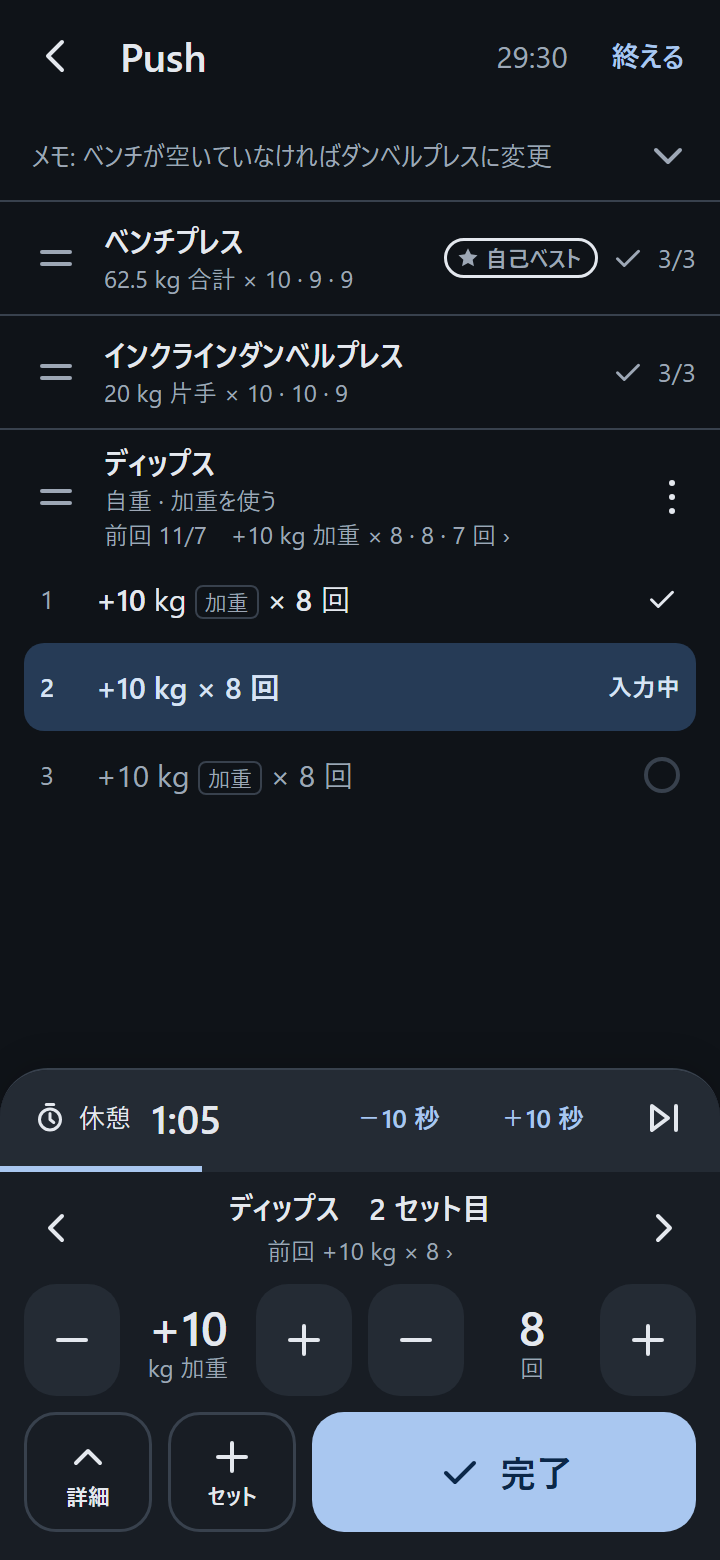 Push 29:30 終える
メモ: ベンチが空いていなければダンベルプレスに変更
ベンチプレス
62.5 kg 合計 × 10 · 9 · 9
★ 自己ベスト
3/3
インクラインダンベルプレス
20 kg 片手 × 10 · 10 · 9
3/3
ディップス
自重 · 加重を使う
前回 11/7 +10 kg 加重 × 8 · 8 · 7 回 ›
1 +10 kg 加重 × 8 回
2 +10 kg × 8 回 入力中
3 +10 kg 加重 × 8 回
休憩 1:05 −10 秒 +10 秒
ディップス 2 セット目
前回 +10 kg × 8 ›
− +10 + − 8 +
kg 加重 回
詳細 セット 完了